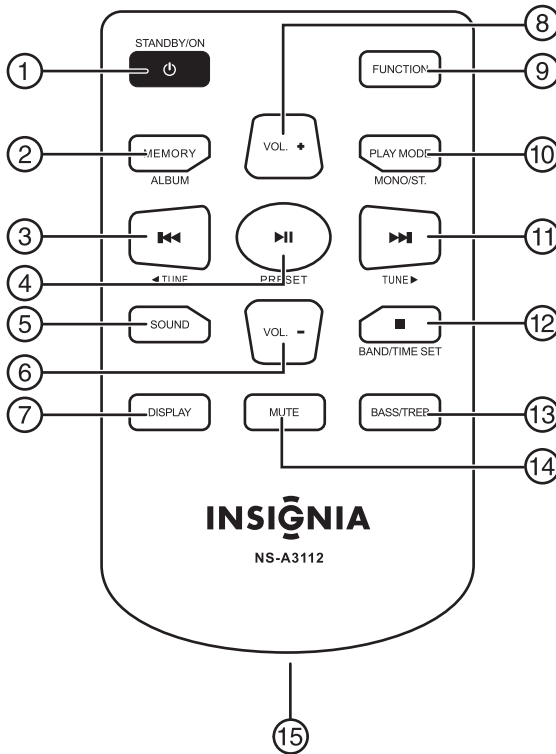 STANDBY/ON
8
1
FUNCTION
9
2
MEMORY
VOL. +
PLAY MODE
10
ALBUM
MONO/ST.
3
11
4
◄ TUNE
PRESET
TUNE ►
5
SOUND
VOL. –
12
BAND/TIME SET
6
7
DISPLAY
MUTE
BASS/TREB
13
14
INSIGNIA
NS-A3112
15